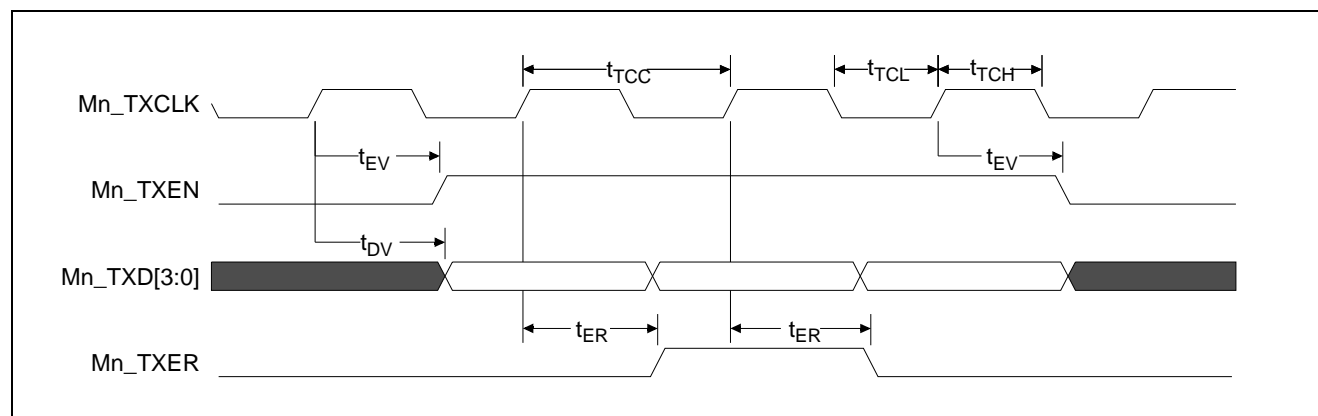 tTCC
tTCL
tTCH
Mn_TXCLK
tEV
tEV
Mn_TXEN
tDV
Mn_TXD[3:0]
tER
tER
Mn_TXER